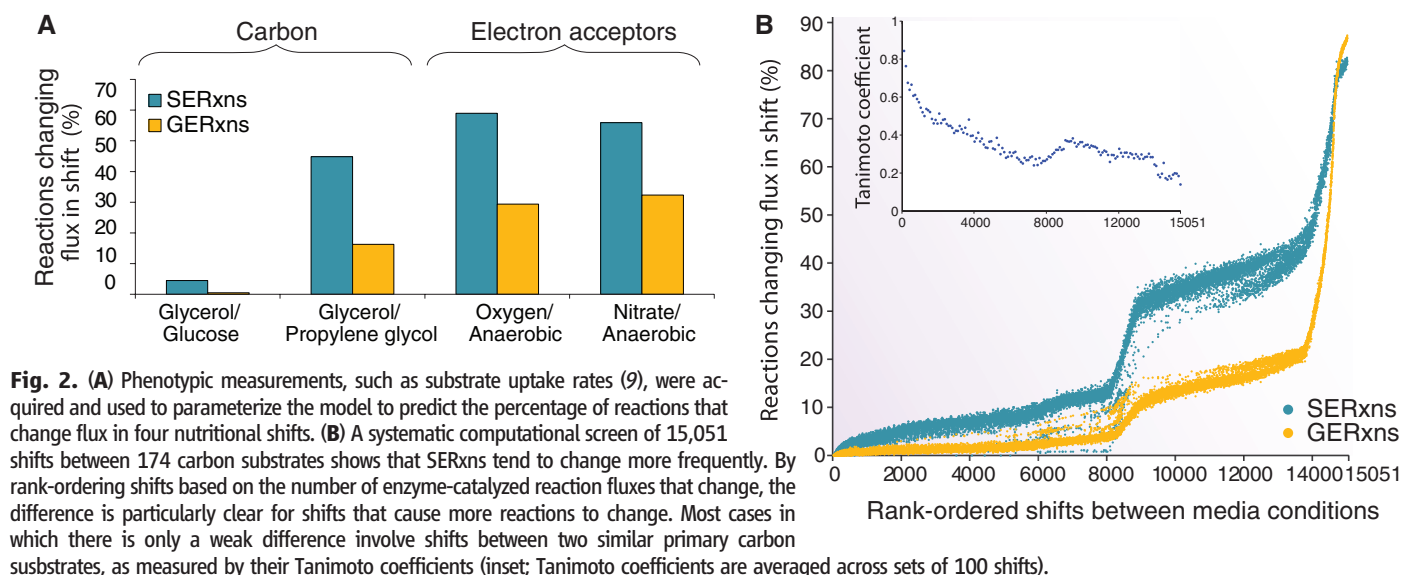 A
Carbon
Electron acceptors
Reactions changing
flux in shift (%)
70
60
50
40
30
20
10
0
SERxns
GERxns
Glycerol/
Glucose
Glycerol/
Propylene glycol
Oxygen/
Anaerobic
Nitrate/
Anaerobic
B
Reactions changing flux in shift (%)
90
80
70
60
50
40
30
20
10
0
Tanimoto coefficient
1
0.8
0.6
0.4
0.2
0
0
4000
8000
12000
15051
SERxns
GERxns
0
2000
4000
6000
8000
10000
12000
14000
15051
Rank-ordered shifts between media conditions
Fig. 2. (A) Phenotypic measurements, such as substrate uptake rates (9), were ac-
quired and used to parameterize the model to predict the percentage of reactions that
change flux in four nutritional shifts. (B) A systematic computational screen of 15,051
shifts between 174 carbon substrates shows that SERxns tend to change more frequently. By
rank-ordering shifts based on the number of enzyme-catalyzed reaction fluxes that change, the
difference is particularly clear for shifts that cause more reactions to change. Most cases in
which there is only a weak difference involve shifts between two similar primary carbon
susbstrates, as measured by their Tanimoto coefficients (inset; Tanimoto coefficients are averaged across sets of 100 shifts).